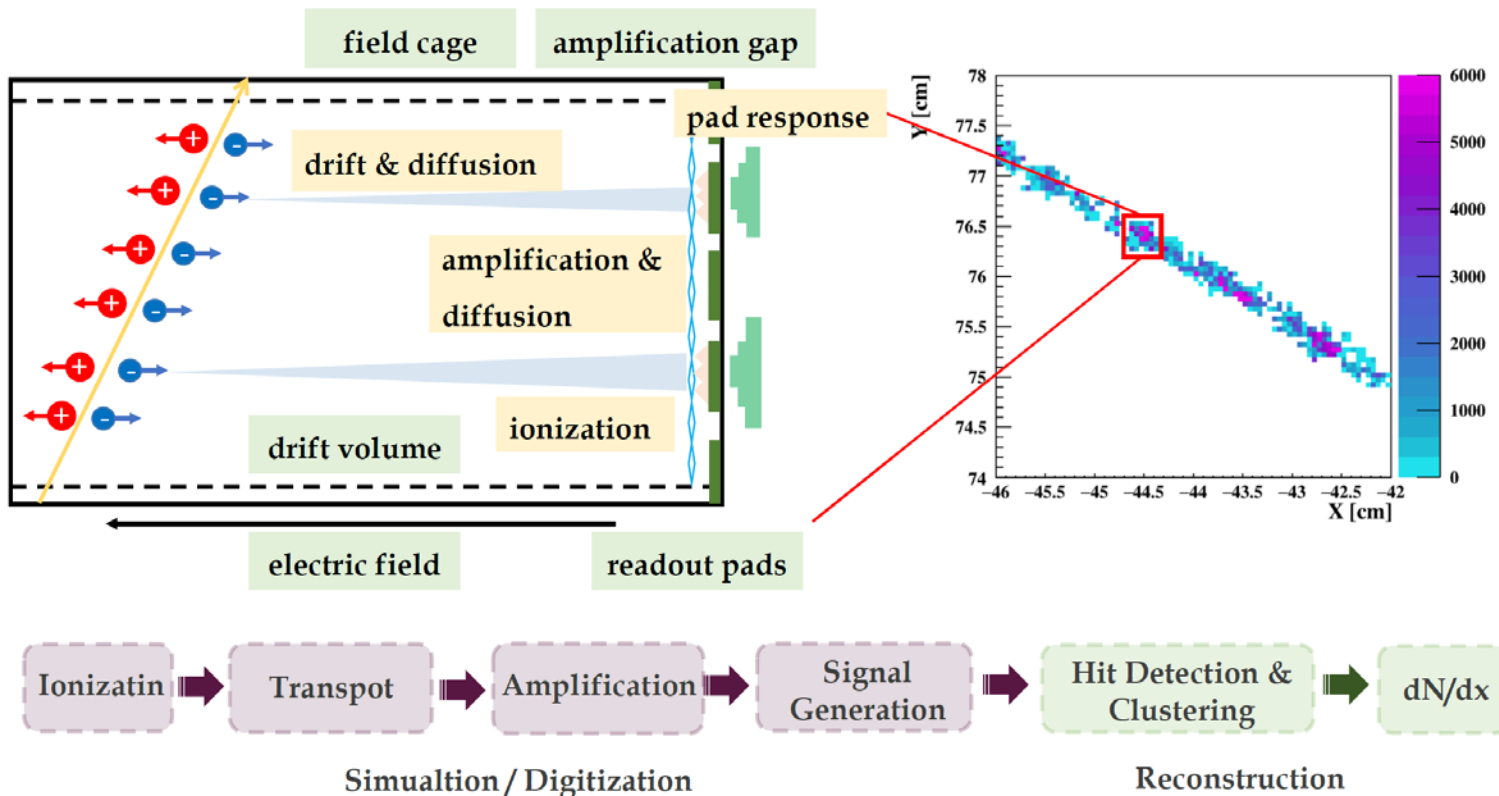 field cage
amplification gap
pad response
drift & diffusion
amplification &
diffusion
ionization
drift volume
electric field
readout pads
+
-
+
-
+
-
+
-
+
-
+
-
Y [cm]
78
77.5
77
76.5
76
75.5
75
74.5
74
−46
−45.5
−45
−44.5
−44
−43.5
−43
−42.5
−42
X [cm]
6000
5000
4000
3000
2000
1000
0
Ionizatin
Transpot
Amplification
Signal
Generation
Hit Detection &
Clustering
dN/dx
Simualtion / Digitization
Reconstruction